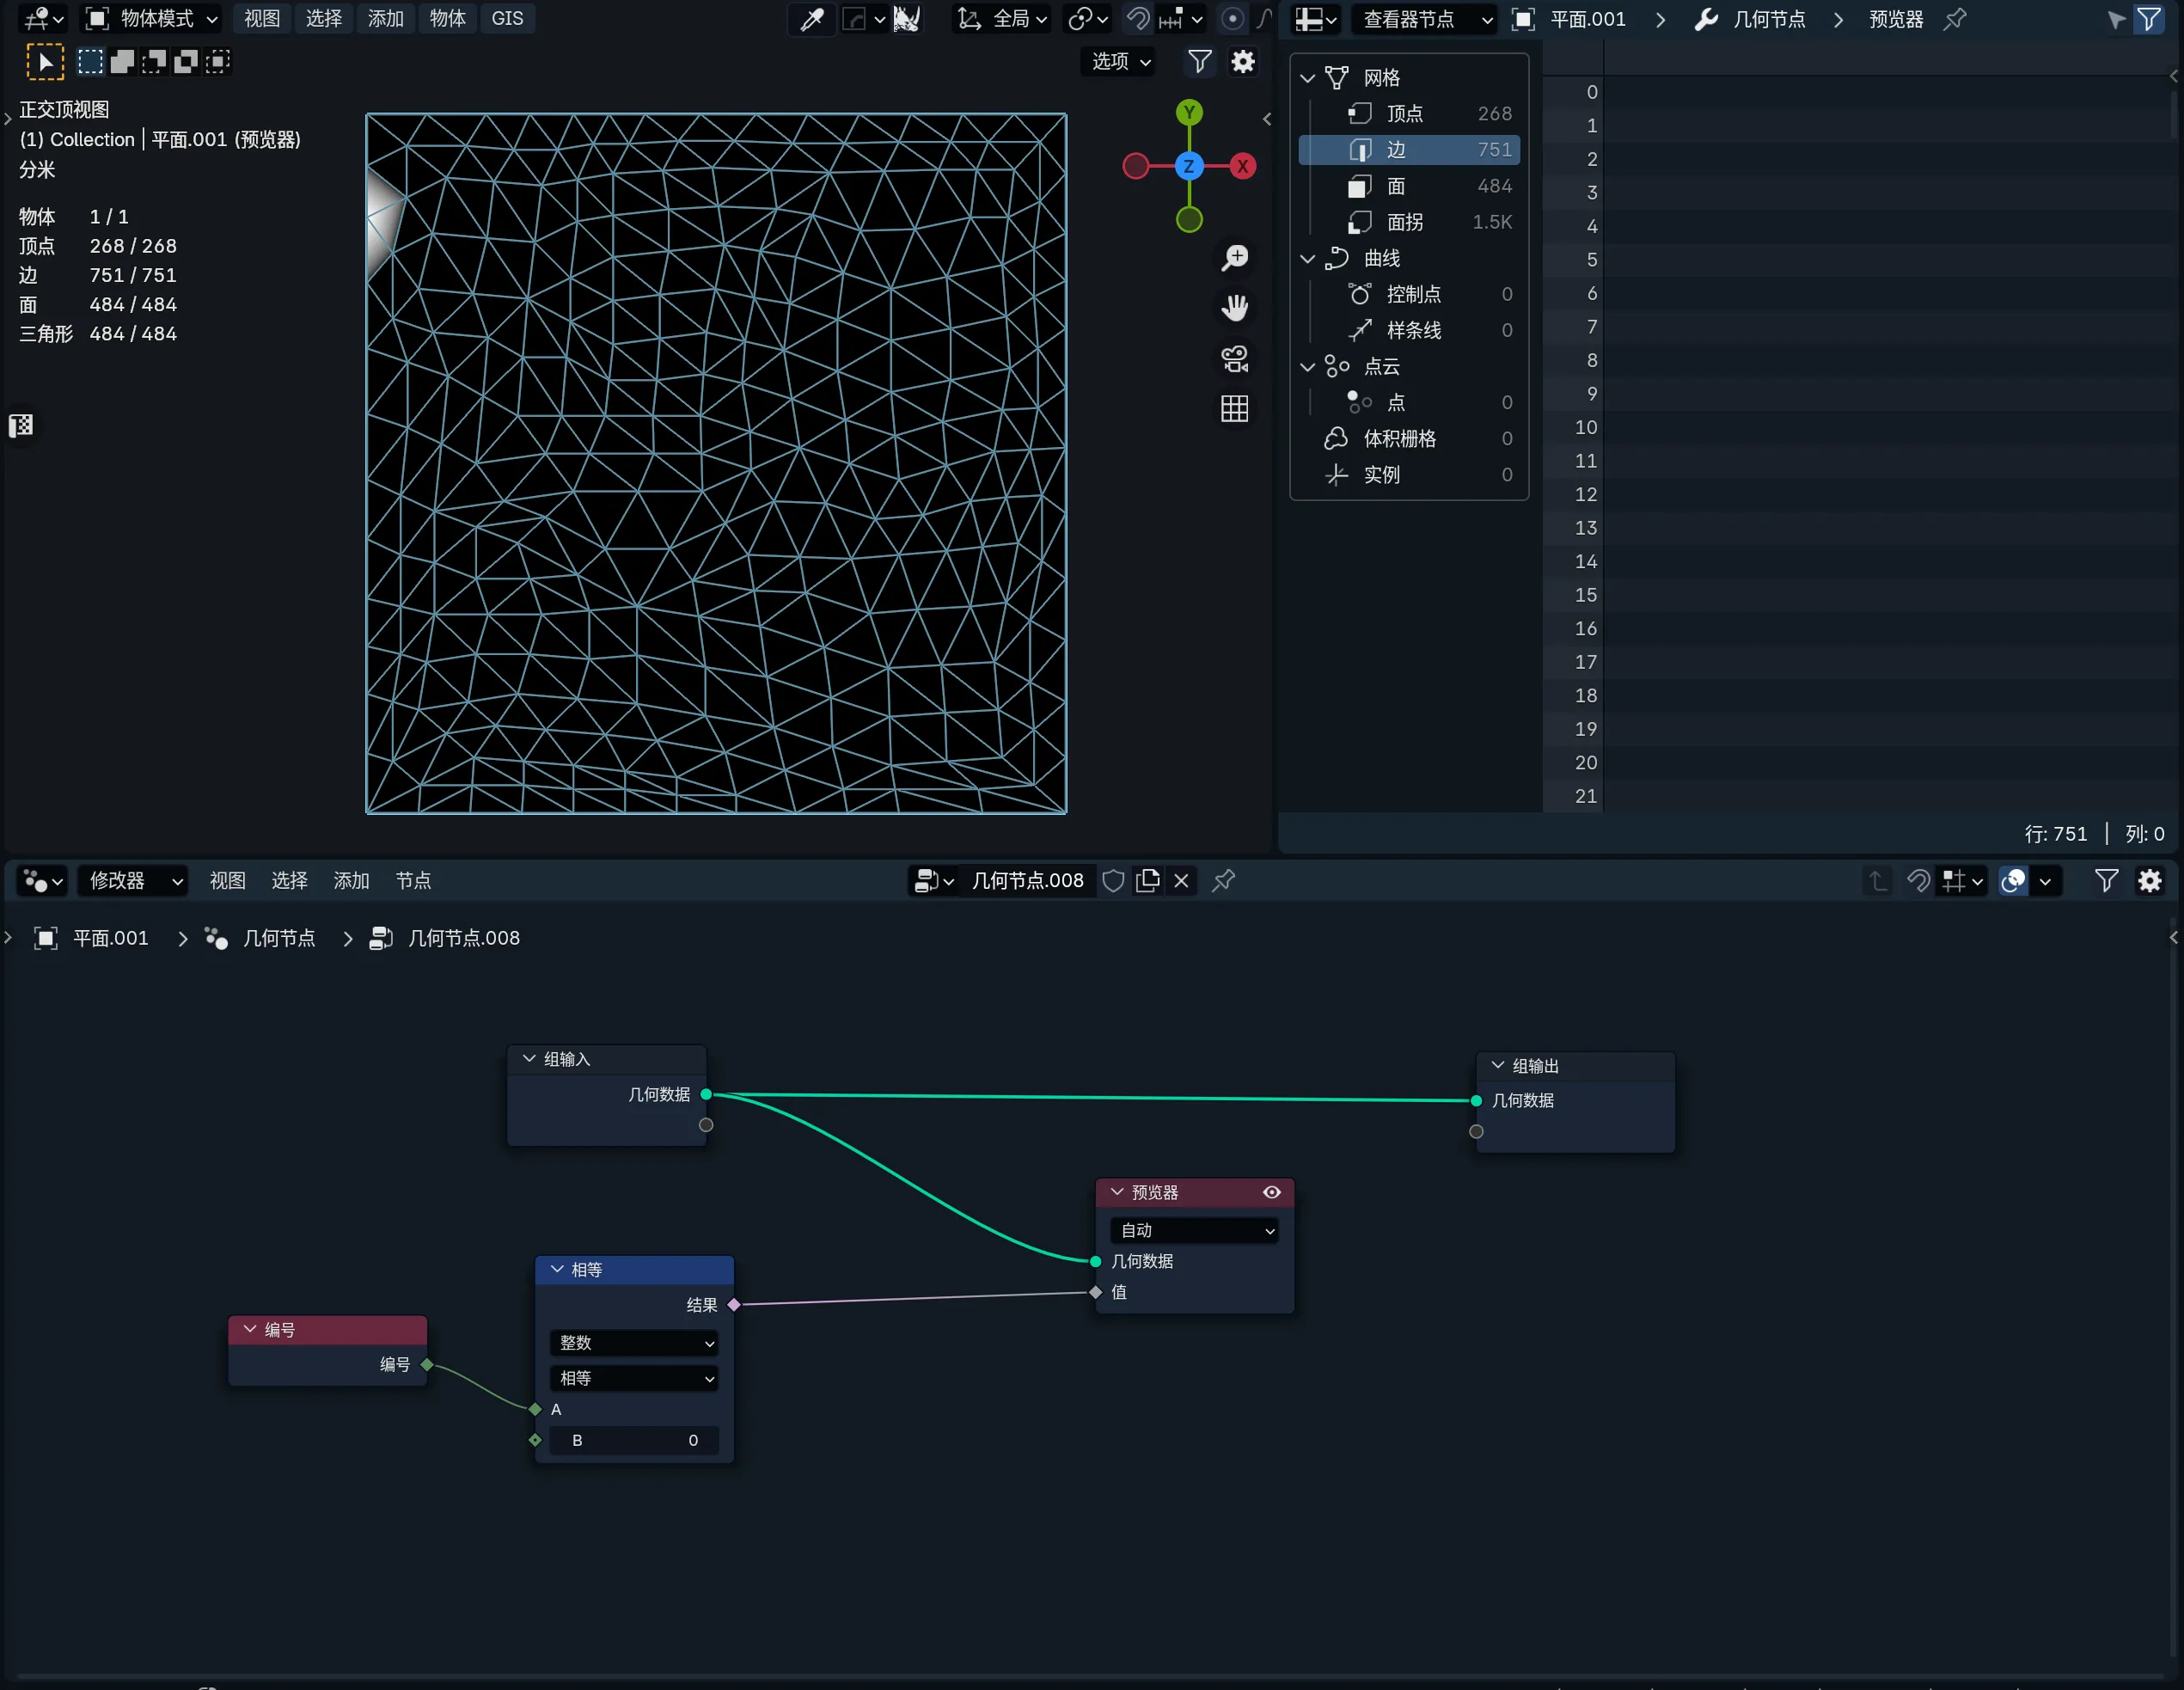 物体模式 视图 选择 添加 物体 GIS 全局
选项
正交顶视图
(1) Collection | 平面.001 (预览器)
分米
物体 1 / 1
顶点 268 / 268
边 751 / 751
面 484 / 484
三角形 484 / 484
Y
Z
X
查看器节点 平面.001 几何节点 预览器
网格
顶点 268
边 751
面 484
面拐 1.5K
曲线
控制点 0
样条线 0
点云
点 0
体积栅格 0
实例 0
0
1
2
3
4
5
6
7
8
9
10
11
12
13
14
15
16
17
18
19
20
21
行: 751 | 列: 0
修改器 视图 选择 添加 节点 几何节点.008
平面.001 几何节点 几何节点.008
组输入
几何数据
组输出
几何数据
预览器
自动
几何数据
值
相等
结果
整数
相等
A
B 0
编号
编号